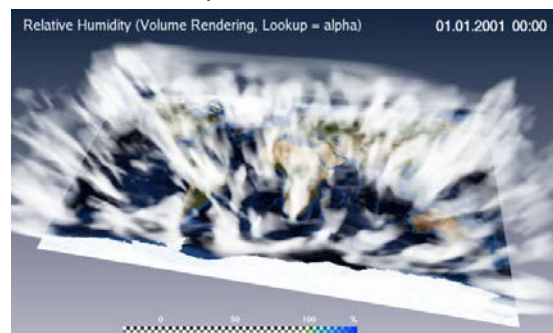 Relative Humidity (Volume Rendering, Lookup = alpha) 01.01.2001 00:00
0 50 100 %